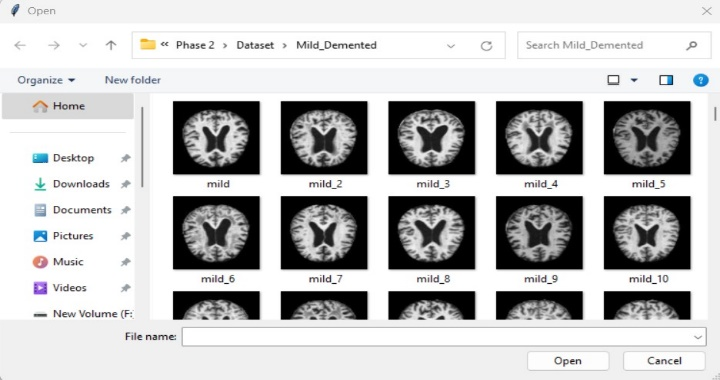 Open
« Phase 2 > Dataset > Mild_Demented
Search Mild_Demented
Organize
New folder
Home
Desktop
Downloads
Documents
Pictures
Music
Videos
New Volume (F:
mild
mild_2
mild_3
mild_4
mild_5
mild_6
mild_7
mild_8
mild_9
mild_10
File name:
Open
Cancel